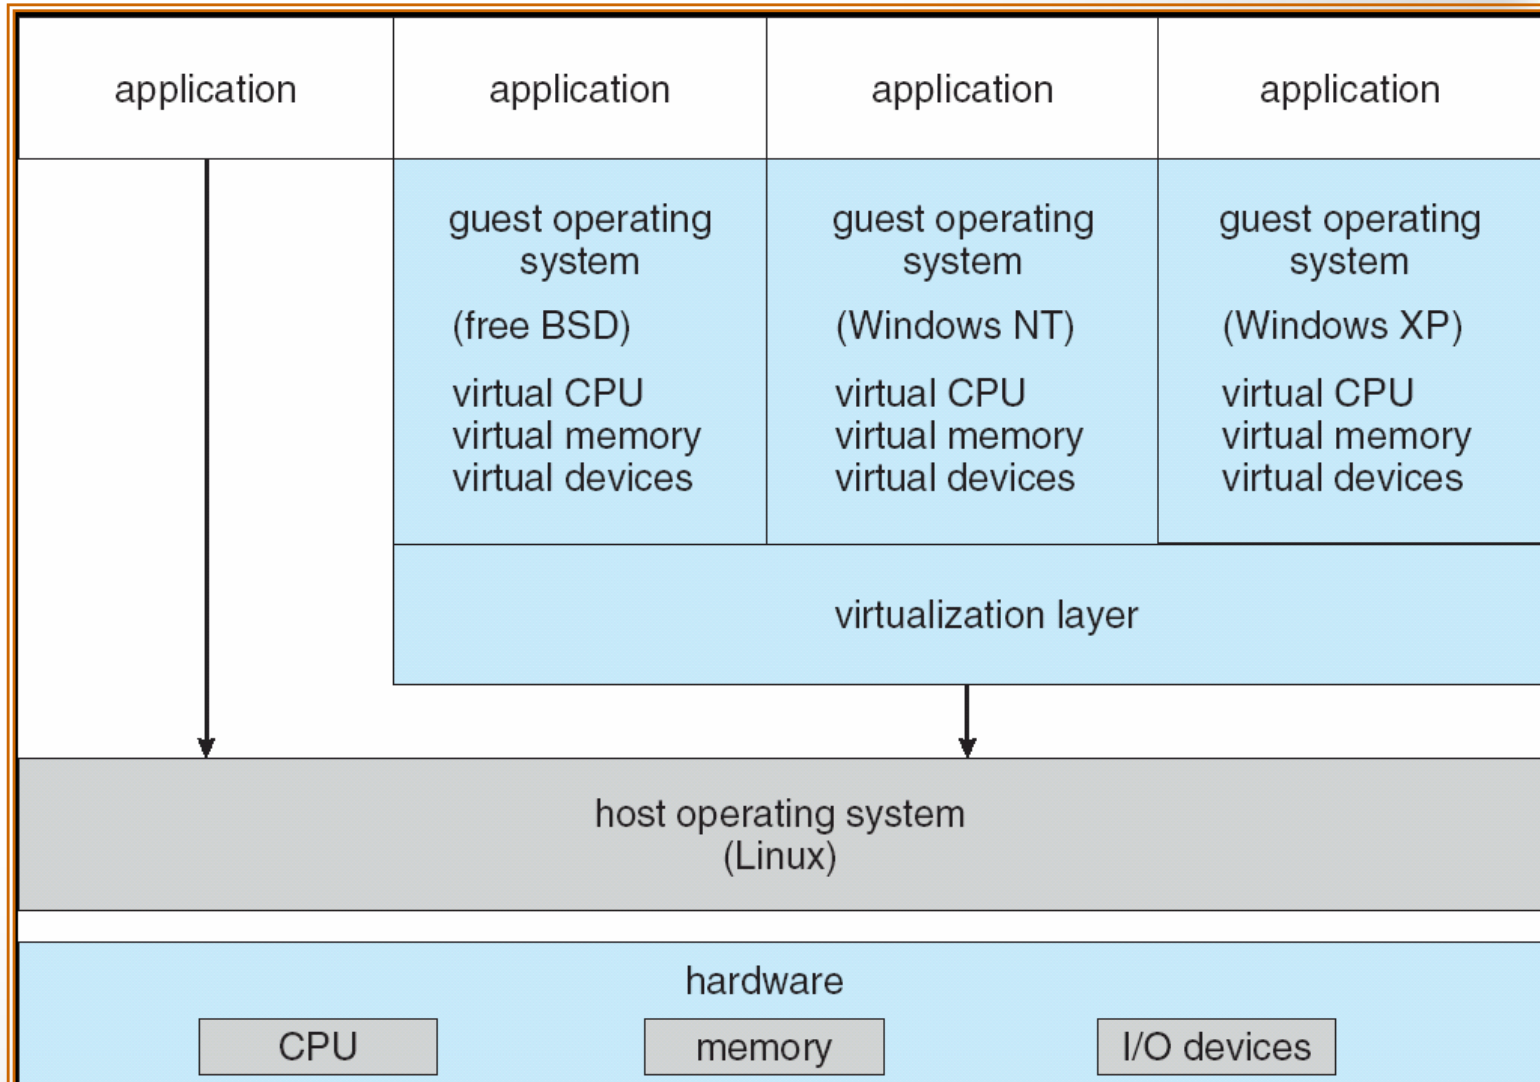 application
application
application
application
guest operating
system
(free BSD)
virtual CPU
virtual memory
virtual devices
guest operating
system
(Windows NT)
virtual CPU
virtual memory
virtual devices
guest operating
system
(Windows XP)
virtual CPU
virtual memory
virtual devices
virtualization layer
host operating system
(Linux)
hardware
CPU
memory
I/O devices